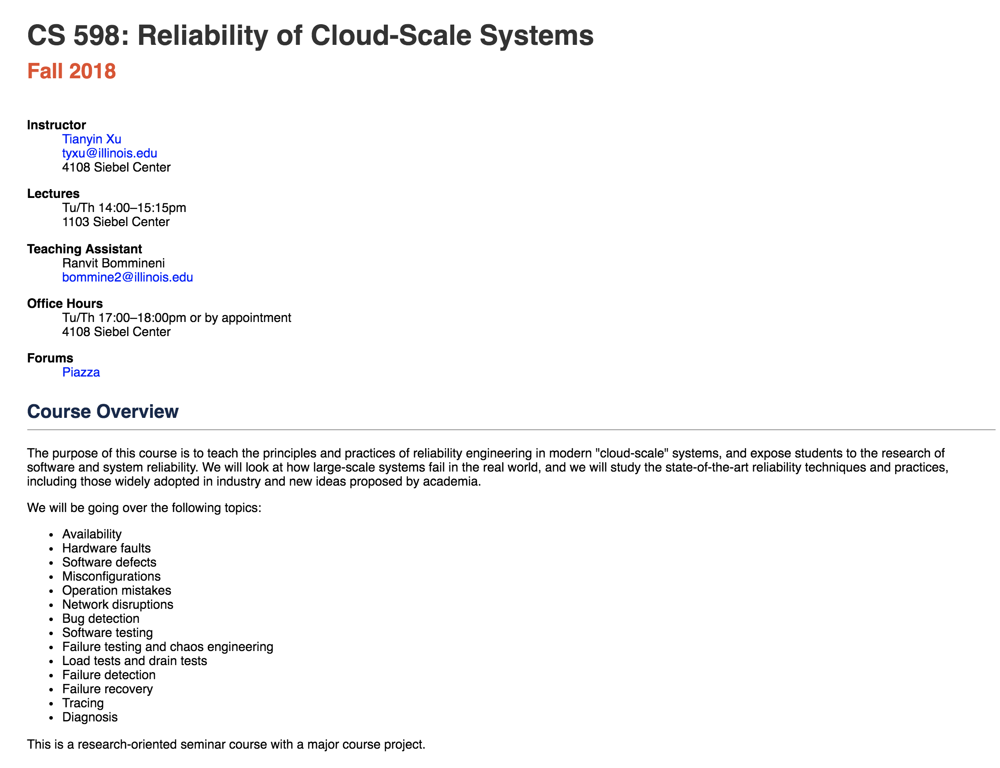 CS 598: Reliability of Cloud-Scale Systems
Fall 2018
Instructor
Tianyin Xu
tyxu@illinois.edu
4108 Siebel Center
Lectures
Tu/Th 14:00–15:15pm
1103 Siebel Center
Teaching Assistant
Ranvit Bommineni
bommine2@illinois.edu
Office Hours
Tu/Th 17:00–18:00pm or by appointment
4108 Siebel Center
Forums
Piazza
Course Overview
The purpose of this course is to teach the principles and practices of reliability engineering in modern "cloud-scale" systems, and expose students to the research of
software and system reliability. We will look at how large-scale systems fail in the real world, and we will study the state-of-the-art reliability techniques and practices,
including those widely adopted in industry and new ideas proposed by academia.
We will be going over the following topics:
• Availability
• Hardware faults
• Software defects
• Misconfigurations
• Operation mistakes
• Network disruptions
• Bug detection
• Software testing
• Failure testing and chaos engineering
• Load tests and drain tests
• Failure detection
• Failure recovery
• Tracing
• Diagnosis
This is a research-oriented seminar course with a major course project.